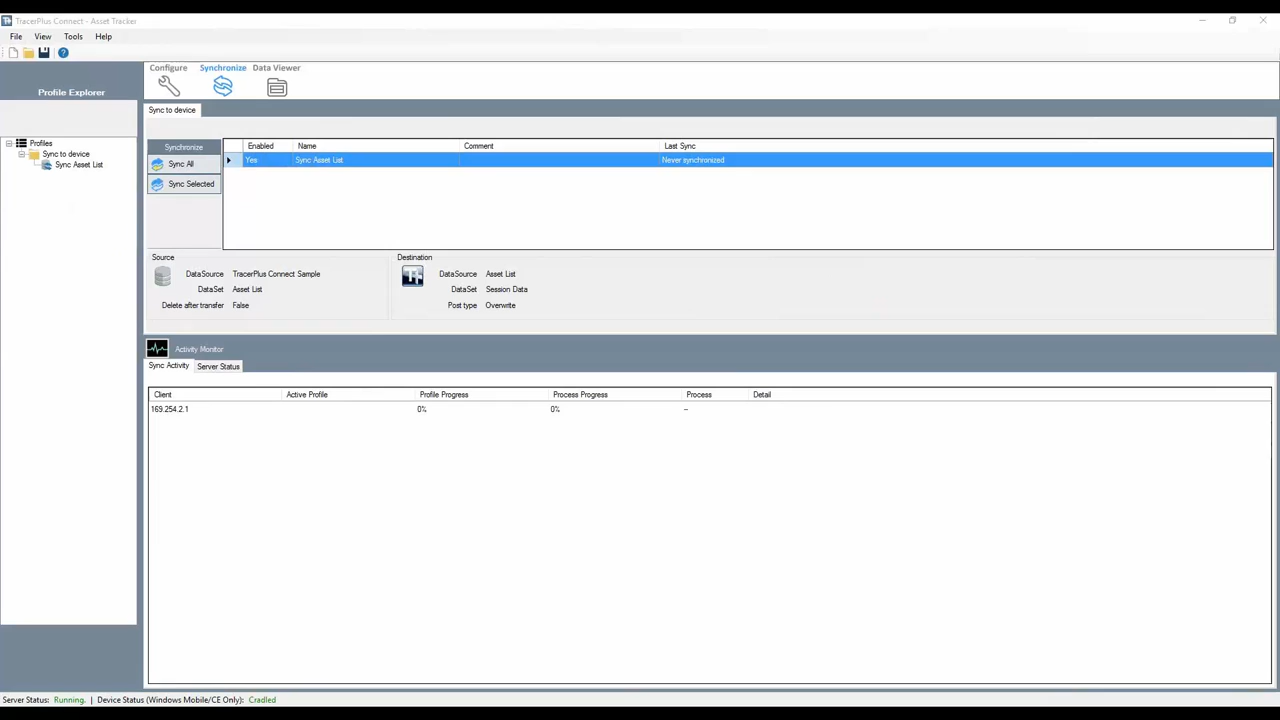 TracerPlus Connect - Asset Tracker
File View Tools Help
Configure Synchronize Data Viewer
Profile Explorer
Sync to device
Profiles
Sync to device
Sync Asset List
Synchronize
Sync All
Sync Selected
Enabled Name Comment Last Sync
Yes Sync Asset List Never synchronized
Source
DataSource TracerPlus Connect Sample
DataSet Asset List
Delete after transfer False
Destination
DataSource Asset List
DataSet Session Data
Post type Overwrite
Activity Monitor
Sync Activity Server Status
Client Active Profile Profile Progress Process Progress Process Detail
169.254.2.1 0% 0% --
Server Status: Running. | Device Status (Windows Mobile/CE Only): Cradled